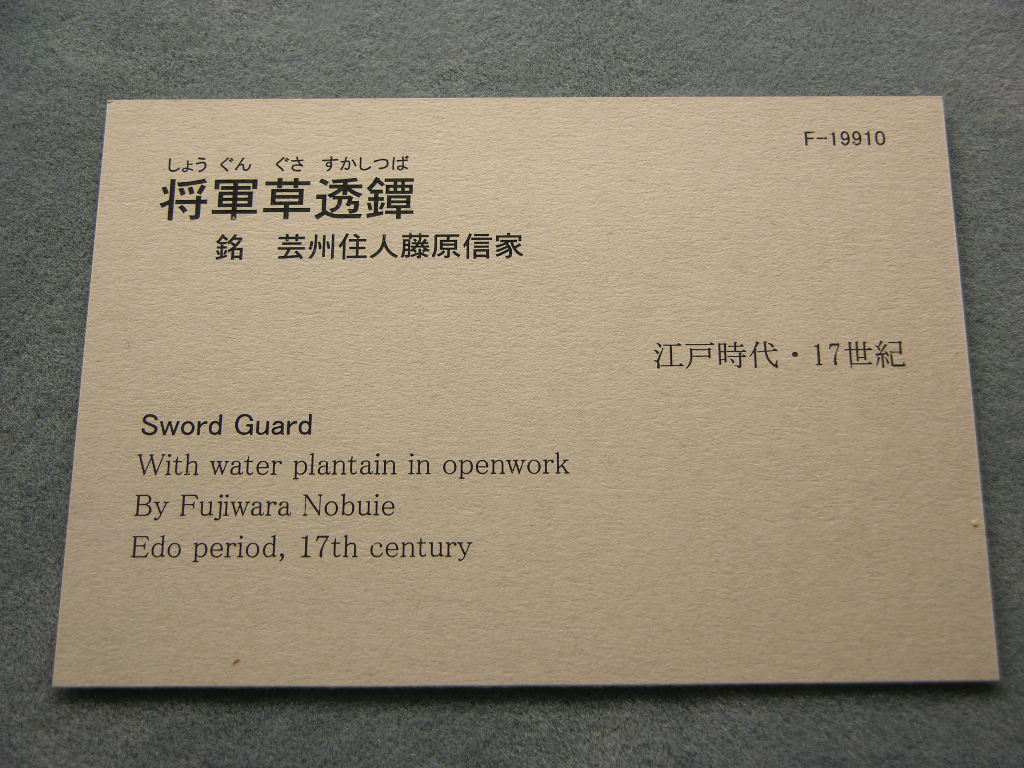 F-19910
しょう ぐん ぐさ すかしつば
将軍草透鐔
銘 芸州住人藤原信家
江戸時代・17世紀
Sword Guard
With water plantain in openwork
By Fujiwara Nobuie
Edo period, 17th century